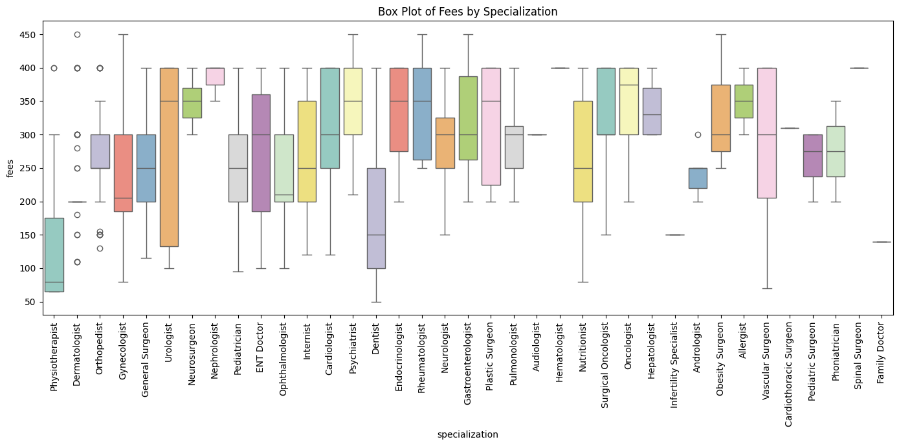 Box Plot of Fees by Specialization
fees
450
400
350
300
250
200
150
100
50
Physiotherapist
Dermatologist
Orthopedist
Gynecologist
General Surgeon
Urologist
Neurosurgeon
Nephrologist
Pediatrician
ENT Doctor
Ophthalmologist
Internist
Cardiologist
Psychiatrist
Dentist
Endocrinologist
Rheumatologist
Neurologist
Gastroenterologist
Plastic Surgeon
Pulmonologist
Audiologist
Hematologist
Nutritionist
Surgical Oncologist
Oncologist
Hepatologist
Infertility Specialist
Andrologist
Obesity Surgeon
Allergist
Vascular Surgeon
Cardiothoracic Surgeon
Pediatric Surgeon
Phoniatrician
Spinal Surgeon
Family Doctor
specialization